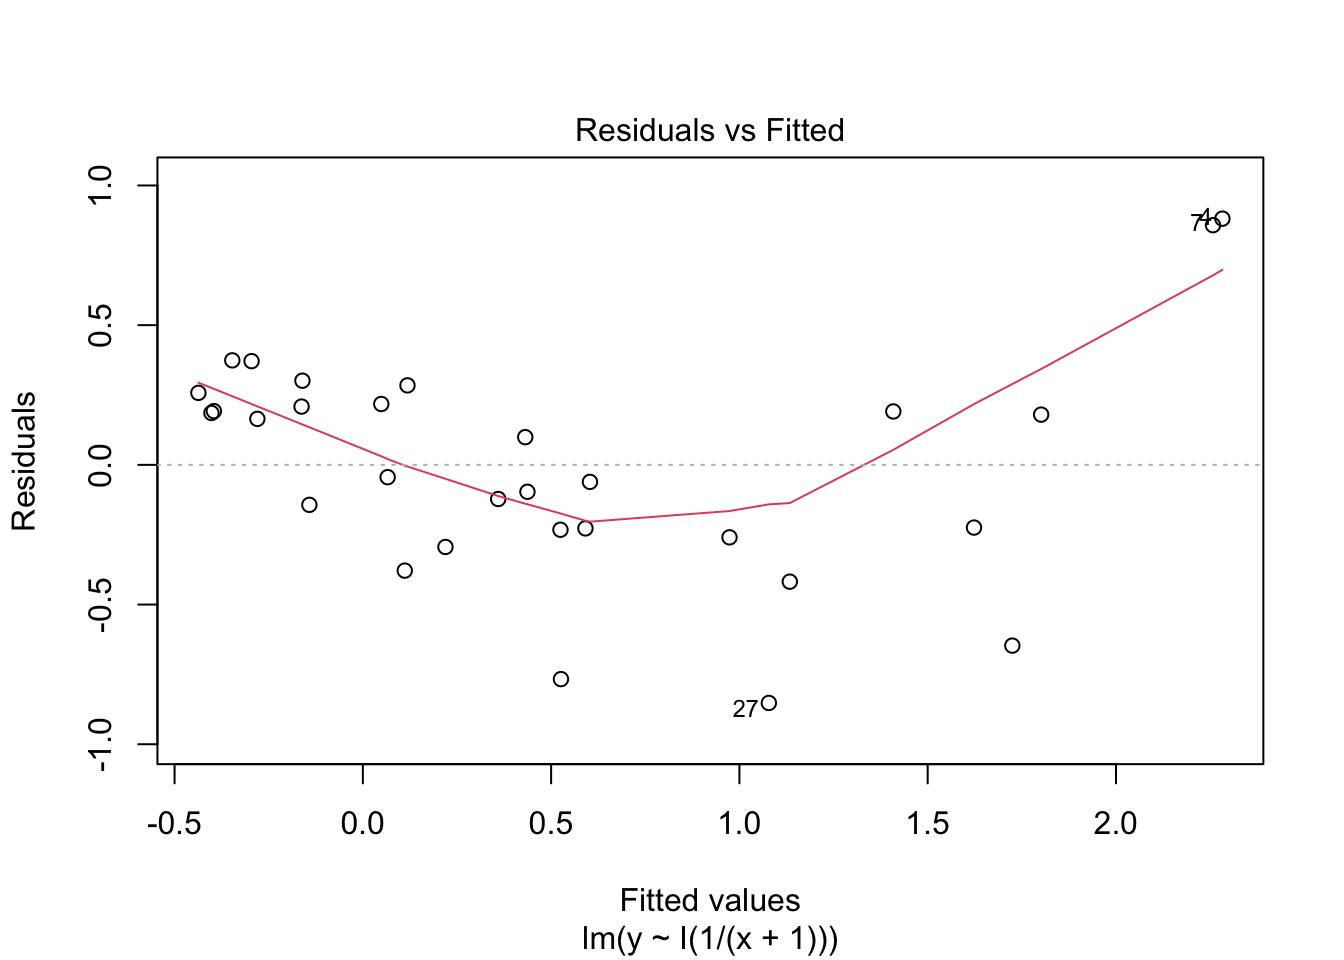 Residuals vs Fitted
1.0
0.5
0.0
-0.5
-1.0
Residuals
4
7
27
-0.5 0.0 0.5 1.0 1.5 2.0
Fitted values
lm(y ~ I(1/(x + 1)))